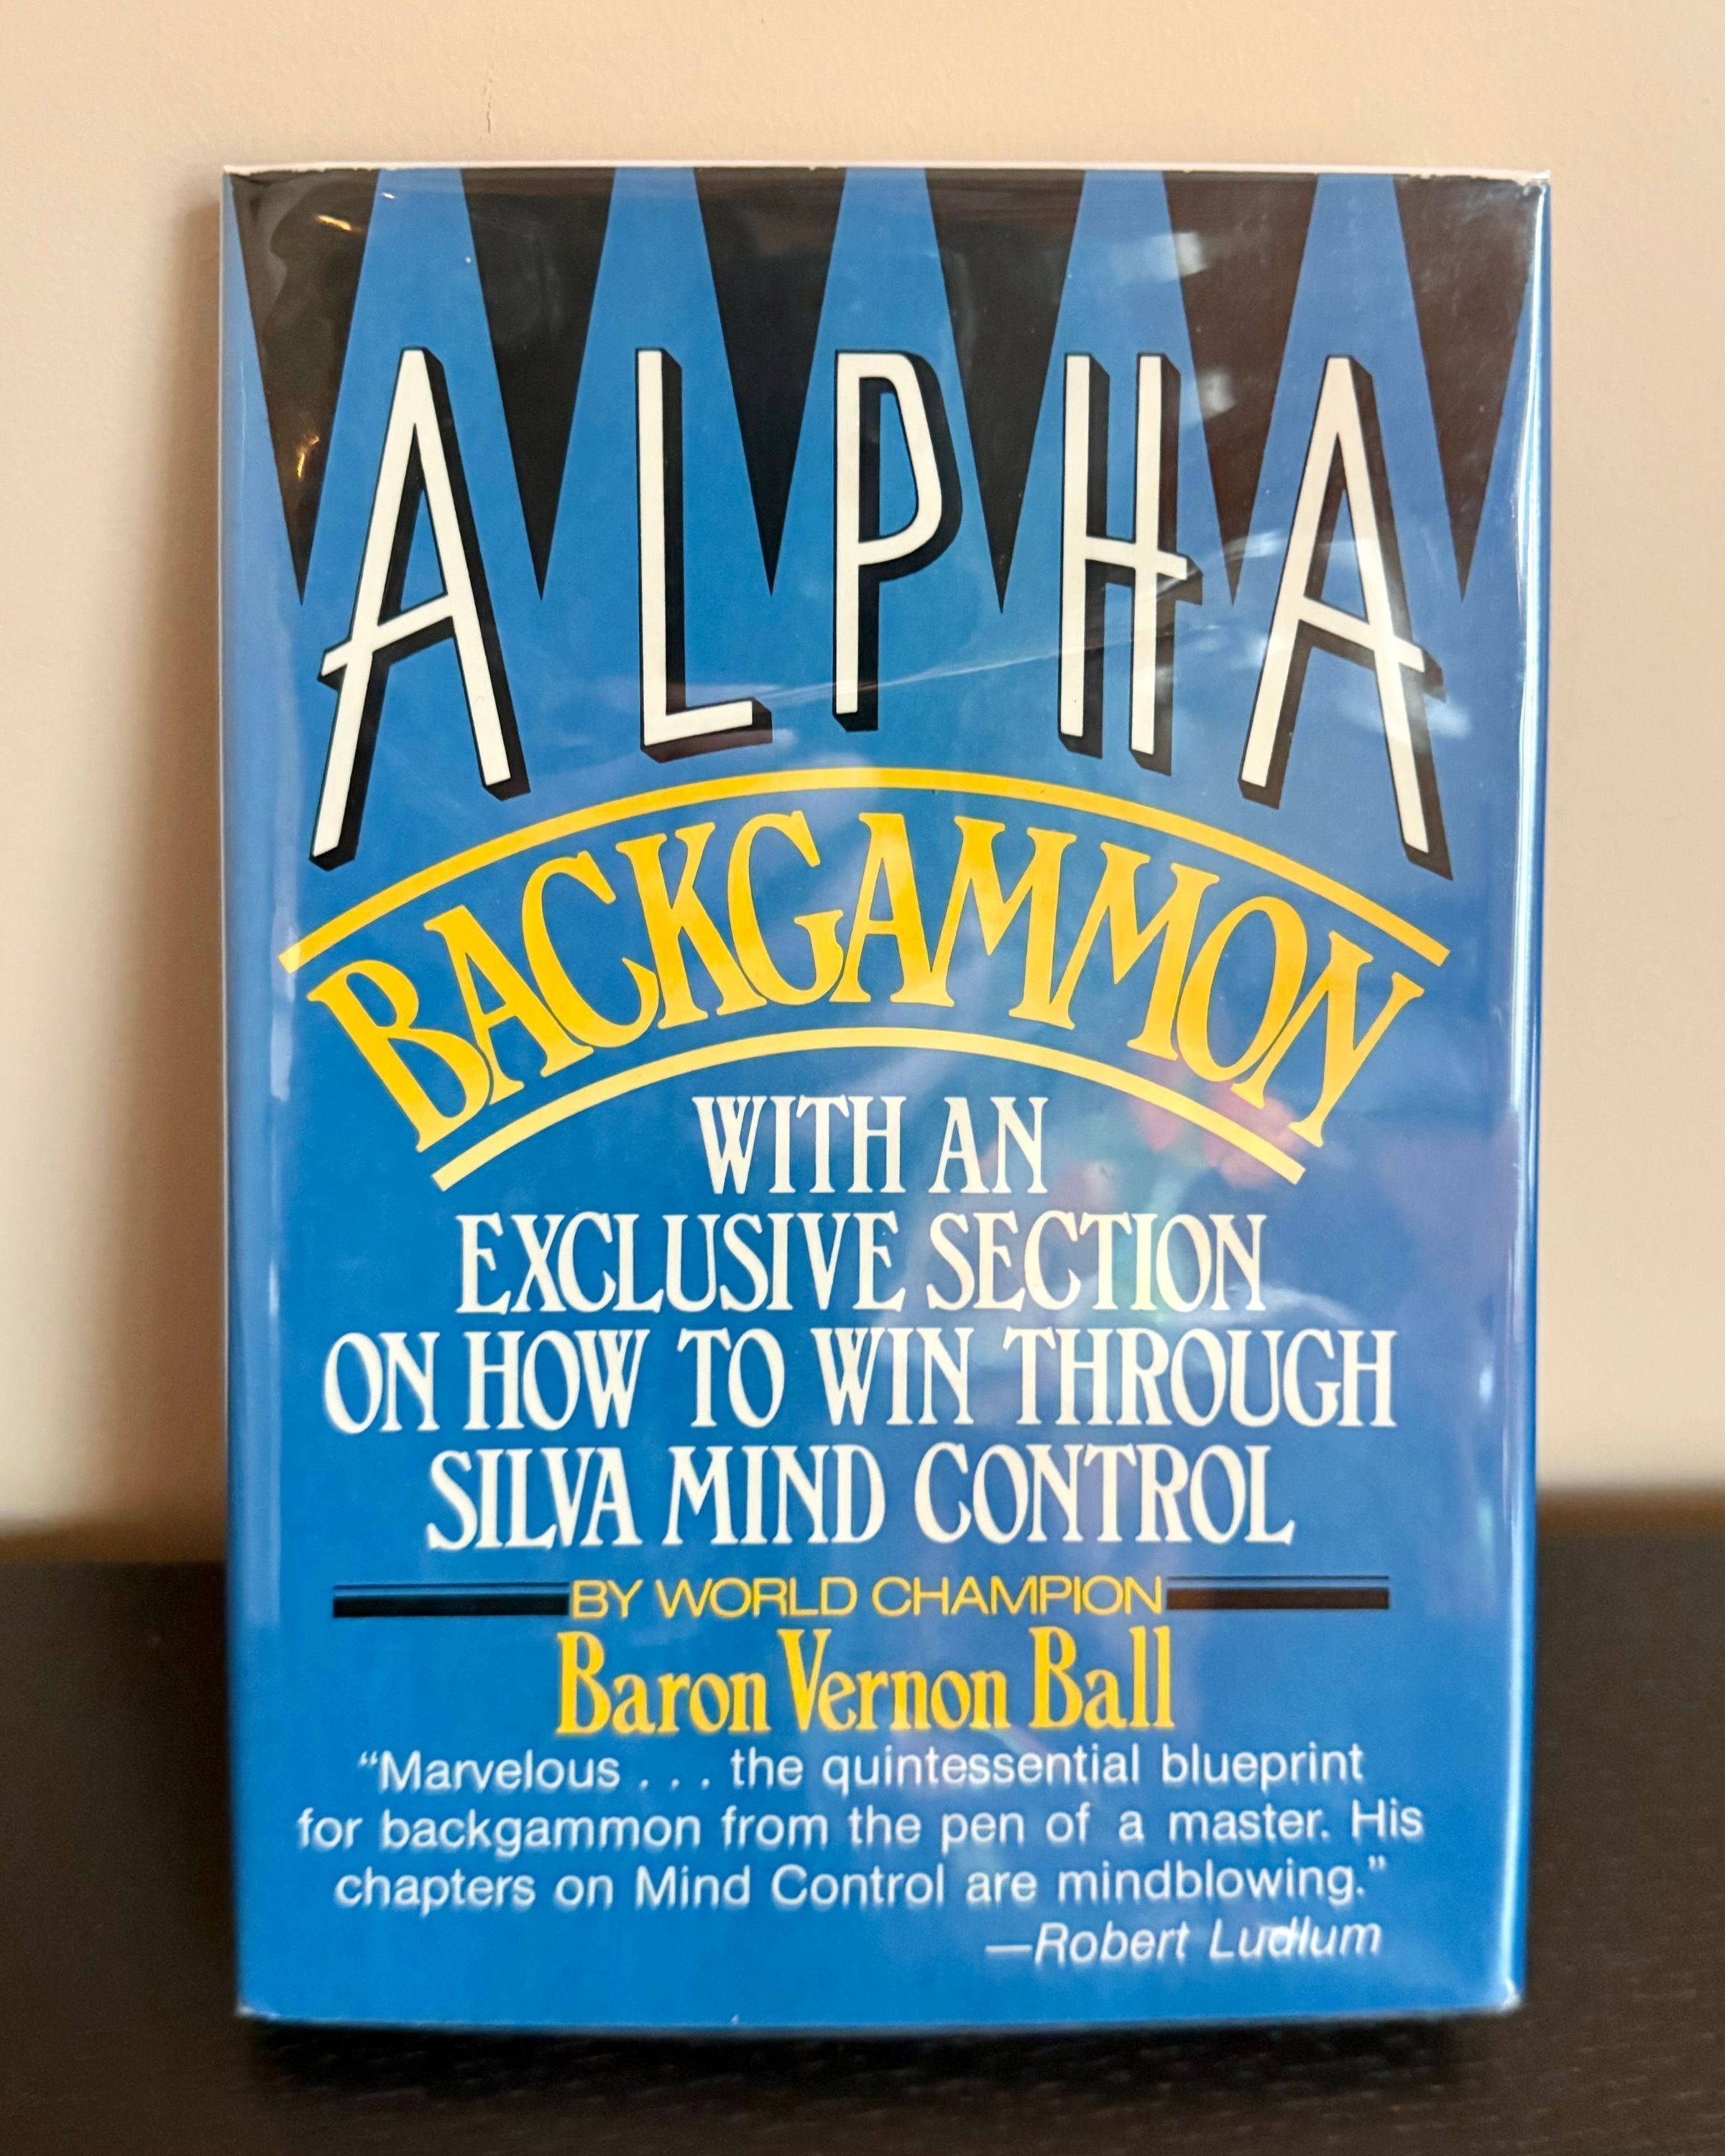 ALPHA
BACKGAMMON
WITH AN
EXCLUSIVE SECTION
ON HOW TO WIN THROUGH
SILVA MIND CONTROL
BY WORLD CHAMPION
Baron Vernon Ball
“Marvelous . . . the quintessential blueprint
for backgammon from the pen of a master. His
chapters on Mind Control are mindblowing.”
—Robert Ludlum